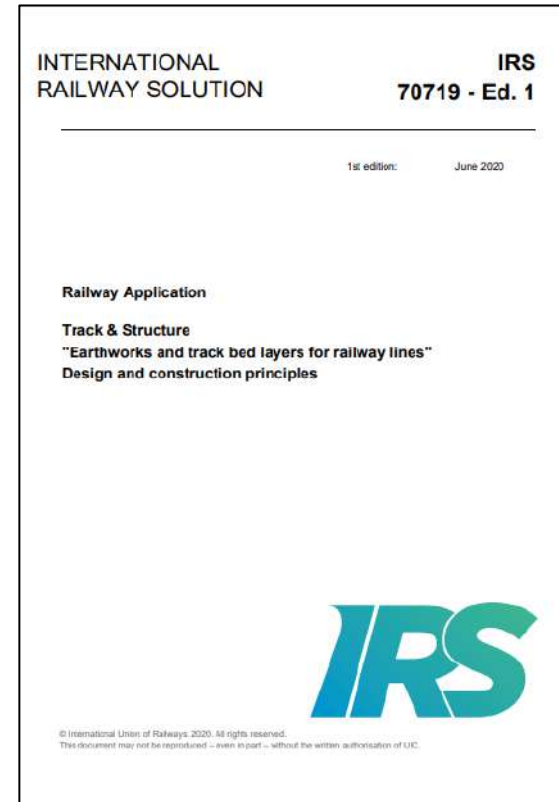 INTERNATIONAL
RAILWAY SOLUTION
IRS
70719 - Ed. 1
1st edition: June 2020
Railway Application
Track & Structure
"Earthworks and track bed layers for railway lines"
Design and construction principles
IRS
© International Union of Railways, 2020. All rights reserved.
This document may not be reproduced – even in part – without the written authorisation of UIC.